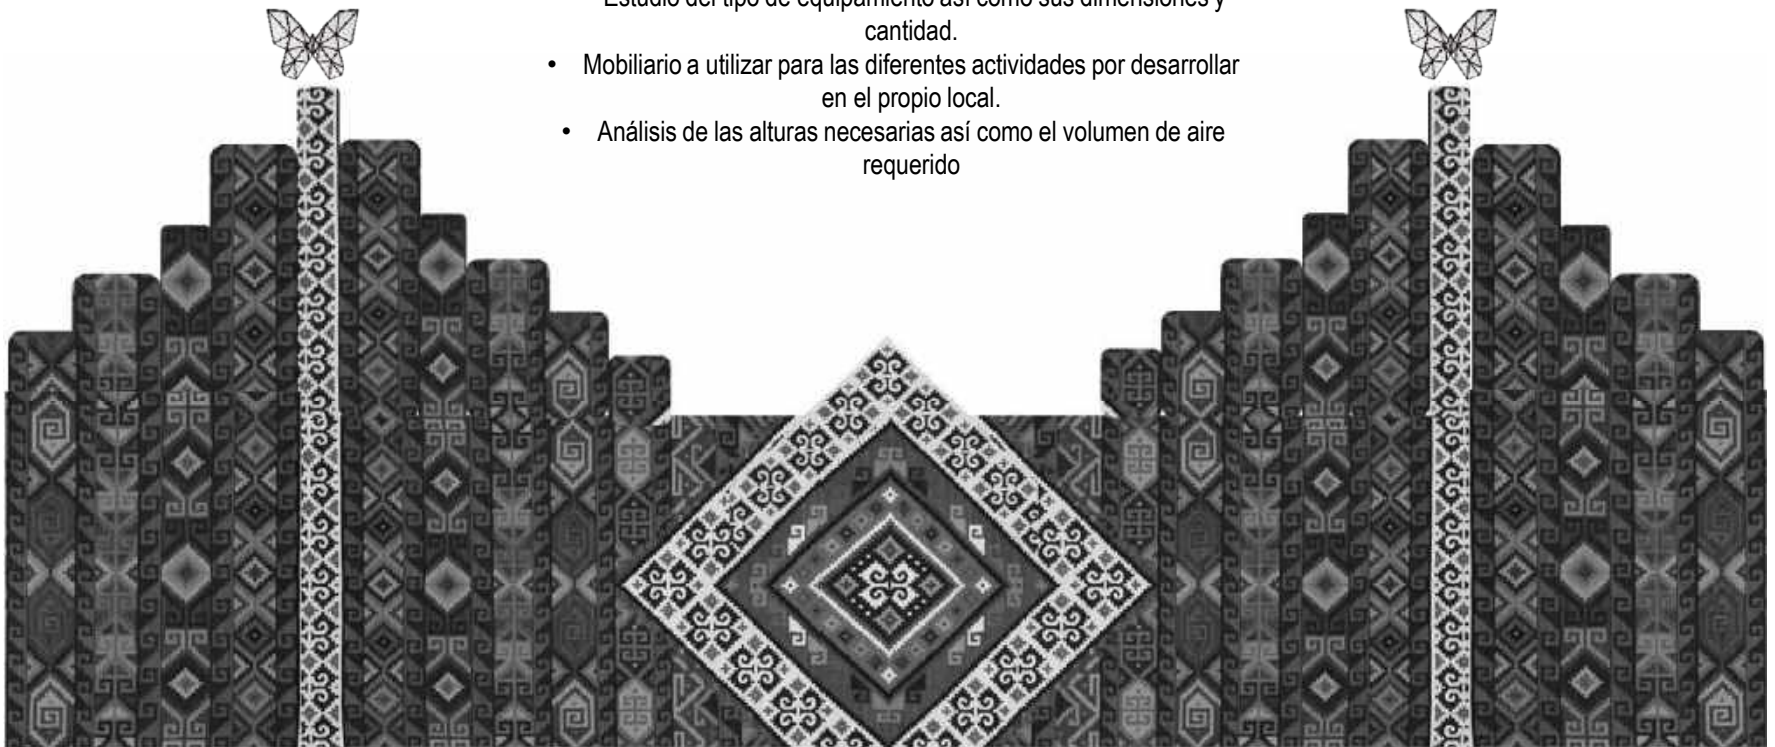 Estudio del tipo de equipamiento así como sus dimensiones y
cantidad.
• Mobiliario a utilizar para las diferentes actividades por desarrollar
en el propio local.
• Análisis de las alturas necesarias así como el volumen de aire
requerido